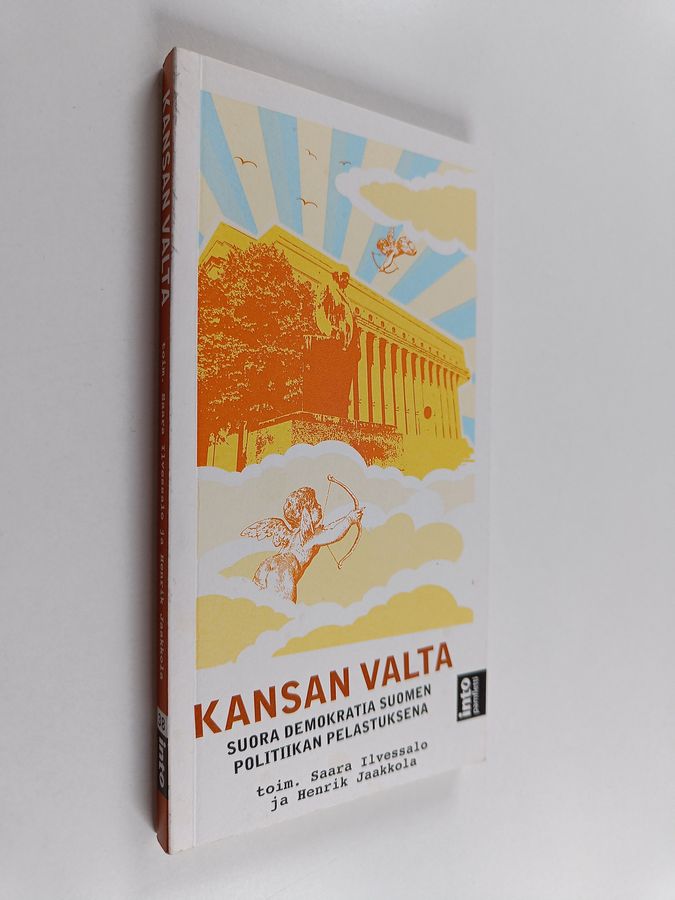 KANSAN VALTA
toim. Saara Ilvessalo ja Henrik Jaakkola
into
KANSAN VALTA
SUORA DEMOKRATIA SUOMEN
POLITIIKAN PELASTUKSENA
toim. Saara Ilvessalo
ja Henrik Jaakkola
into
pamfletti